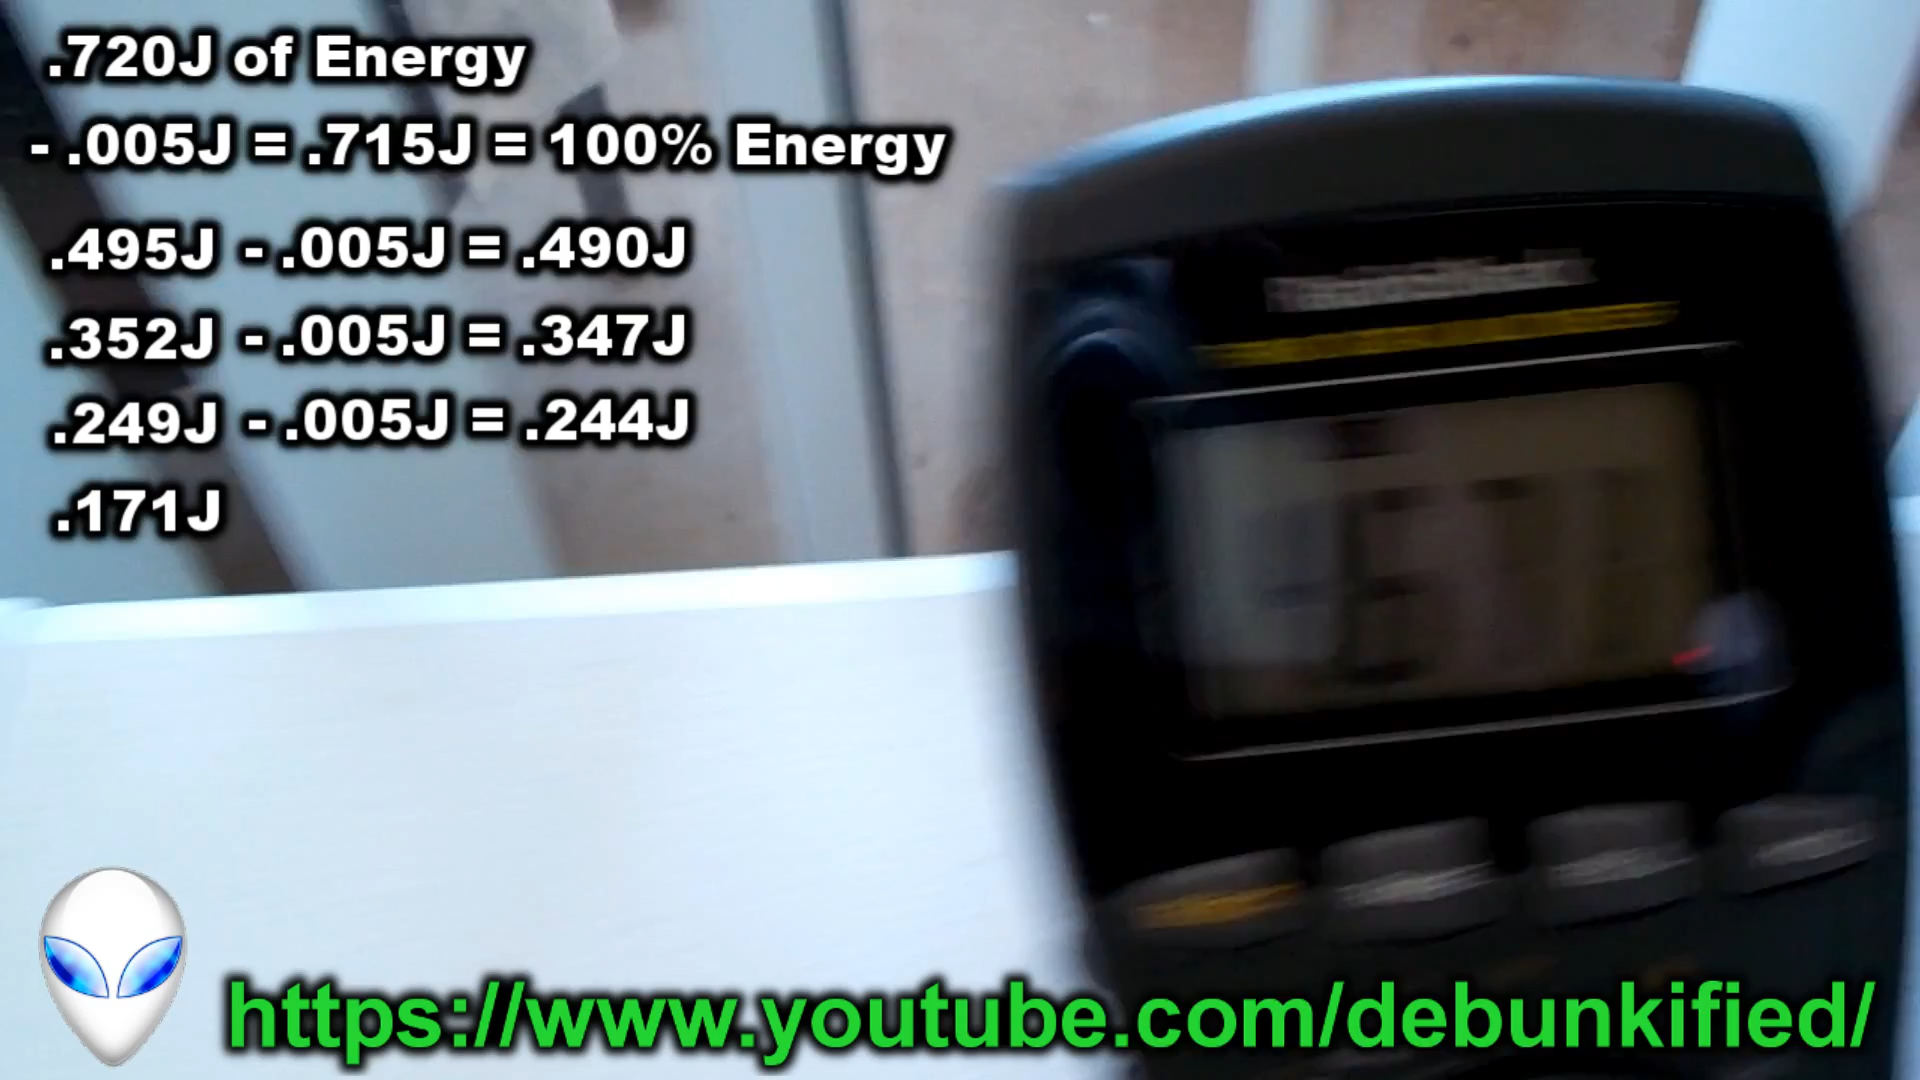 .720J of Energy
- .005J = .715J = 100% Energy
.495J - .005J = .490J
.352J - .005J = .347J
.249J - .005J = .244J
.171J
https://www.youtube.com/debunkified/